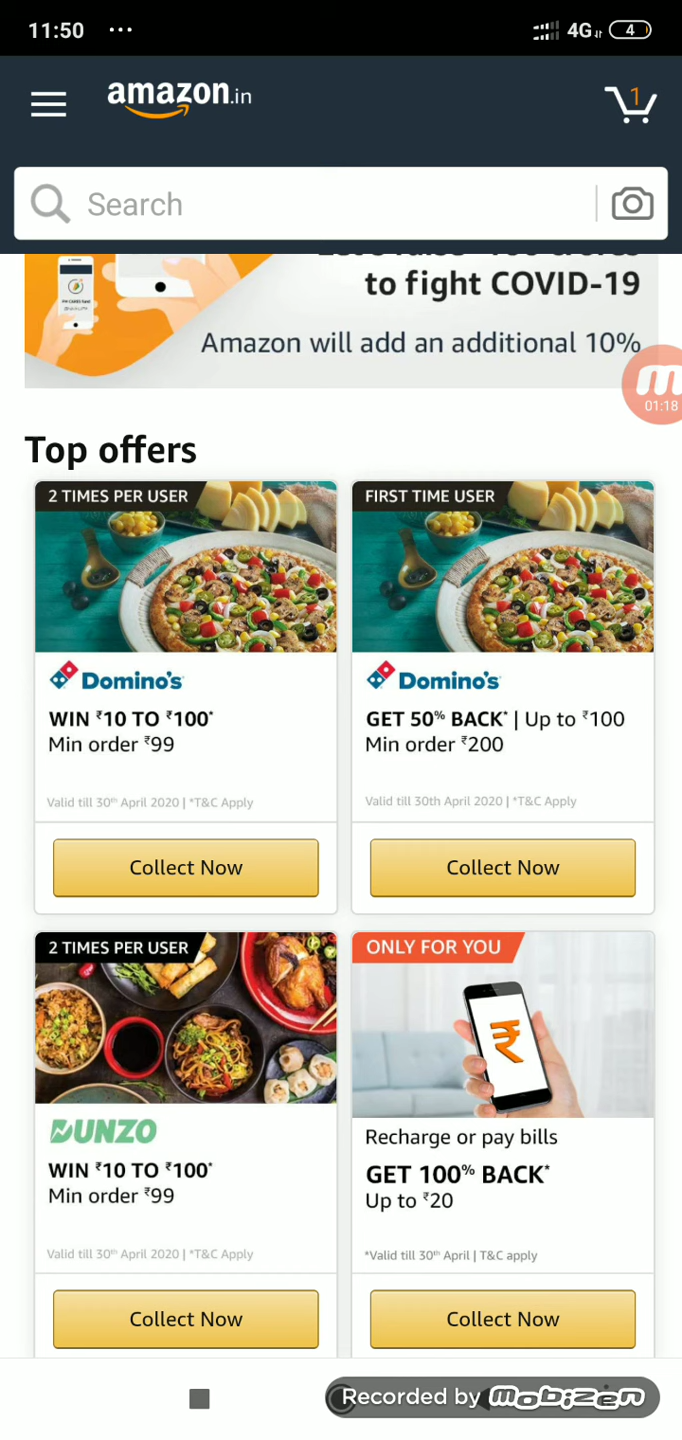 11:50 ... 4G 4
amazon.in
1
Search
to fight COVID-19
Amazon will add an additional 10%
m
01:18
Top offers
2 TIMES PER USER
Domino's
WIN ₹10 TO ₹100*
Min order ₹99
Valid till 30th April 2020 | *T&C Apply
Collect Now
FIRST TIME USER
Domino's
GET 50% BACK* | Up to ₹100
Min order ₹200
Valid till 30th April 2020 | *T&C Apply
Collect Now
2 TIMES PER USER
DUNZO
WIN ₹10 TO ₹100*
Min order ₹99
Valid till 30th April 2020 | *T&C Apply
Collect Now
ONLY FOR YOU
₹
Recharge or pay bills
GET 100% BACK*
Up to ₹20
*Valid till 30th April | T&C apply
Collect Now
Recorded by mobizen